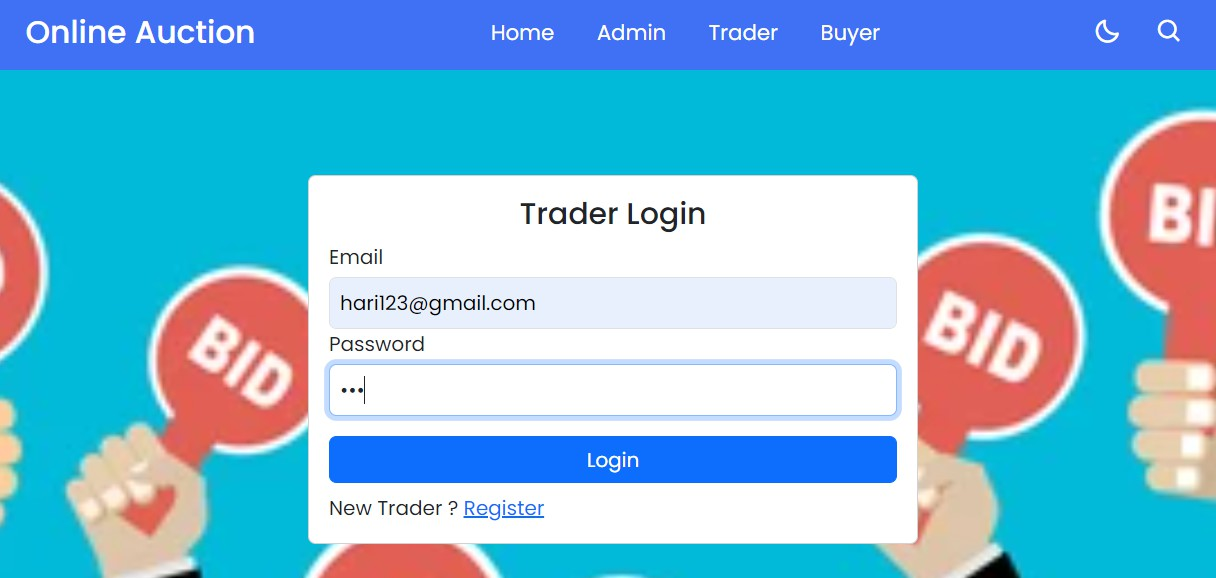 Online Auction Home Admin Trader Buyer
Trader Login
Email
hari123@gmail.com
Password
•••
Login
New Trader ? Register
BID
BID
BI